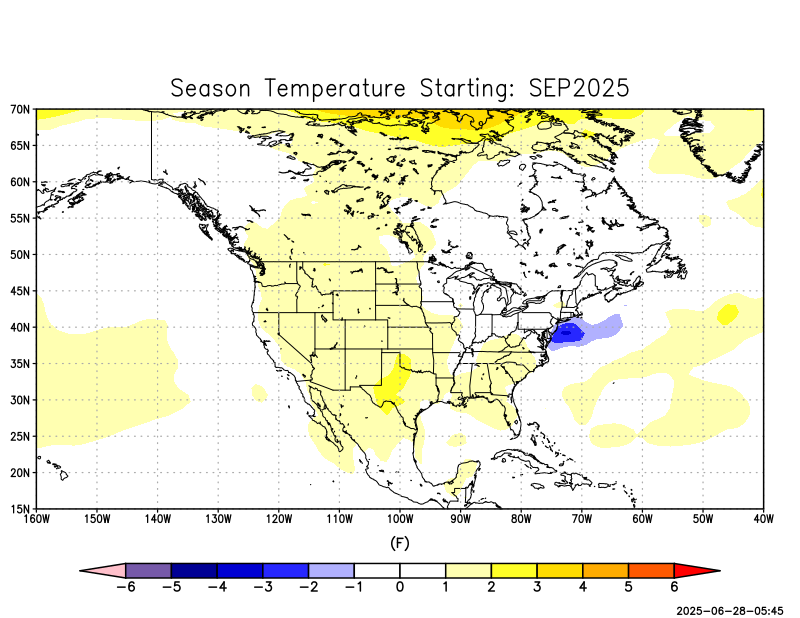 Season Temperature Starting: SEP2025
70N
65N
60N
55N
50N
45N
40N
35N
30N
25N
20N
15N
160W 150W 140W 130W 120W 110W 100W 90W 80W 70W 60W 50W 40W
(F)
−6 −5 −4 −3 −2 −1 0 1 2 3 4 5 6
2025-06-28-05:45